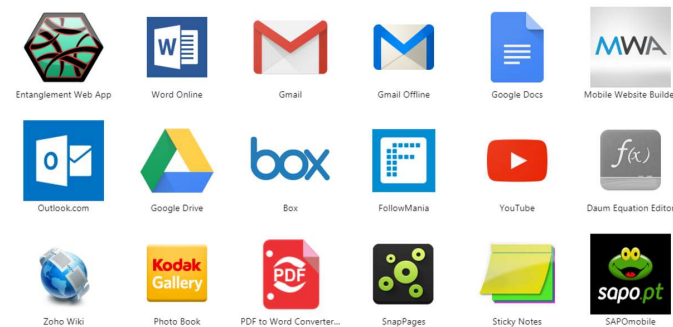 W
MWA
Entanglement Web App
Word Online
Gmail
Gmail Offline
Google Docs
Mobile Website Builde
o
box
F
f(x)
Outlook.com
Google Drive
Box
FollowMania
YouTube
Daum Equation Editor
Kodak
Gallery
PDF
sapo.pt
Zoho Wiki
Photo Book
PDF to Word Converter...
SnapPages
Sticky Notes
SAPOmobile